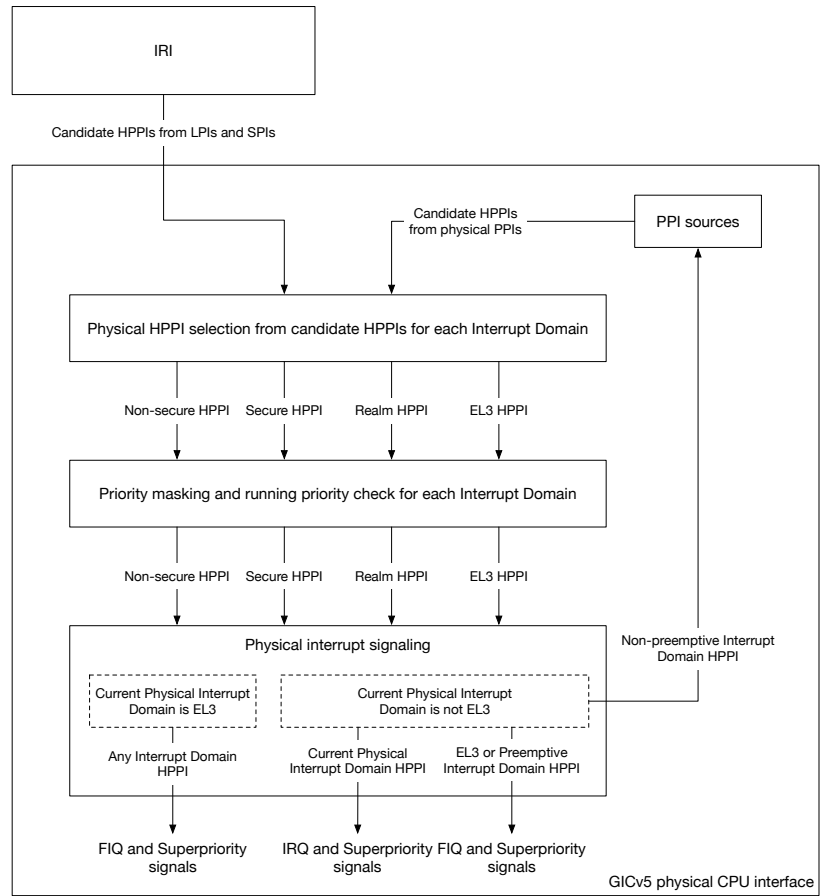 IRI
Candidate HPPIs from LPIs and SPIs
Candidate HPPIs
from physical PPIs
PPI sources
Physical HPPI selection from candidate HPPIs for each Interrupt Domain
Non-secure HPPI
Secure HPPI
Realm HPPI
EL3 HPPI
Priority masking and running priority check for each Interrupt Domain
Non-secure HPPI
Secure HPPI
Realm HPPI
EL3 HPPI
Physical interrupt signaling
Non-preemptive Interrupt
Domain HPPI
Current Physical Interrupt
Domain is EL3
Current Physical Interrupt
Domain is not EL3
Any Interrupt Domain
HPPI
Current Physical
Interrupt Domain HPPI
EL3 or Preemptive
Interrupt Domain HPPI
FIQ and Superpriority
signals
IRQ and Superpriority
signals
FIQ and Superpriority
signals
GICv5 physical CPU interface